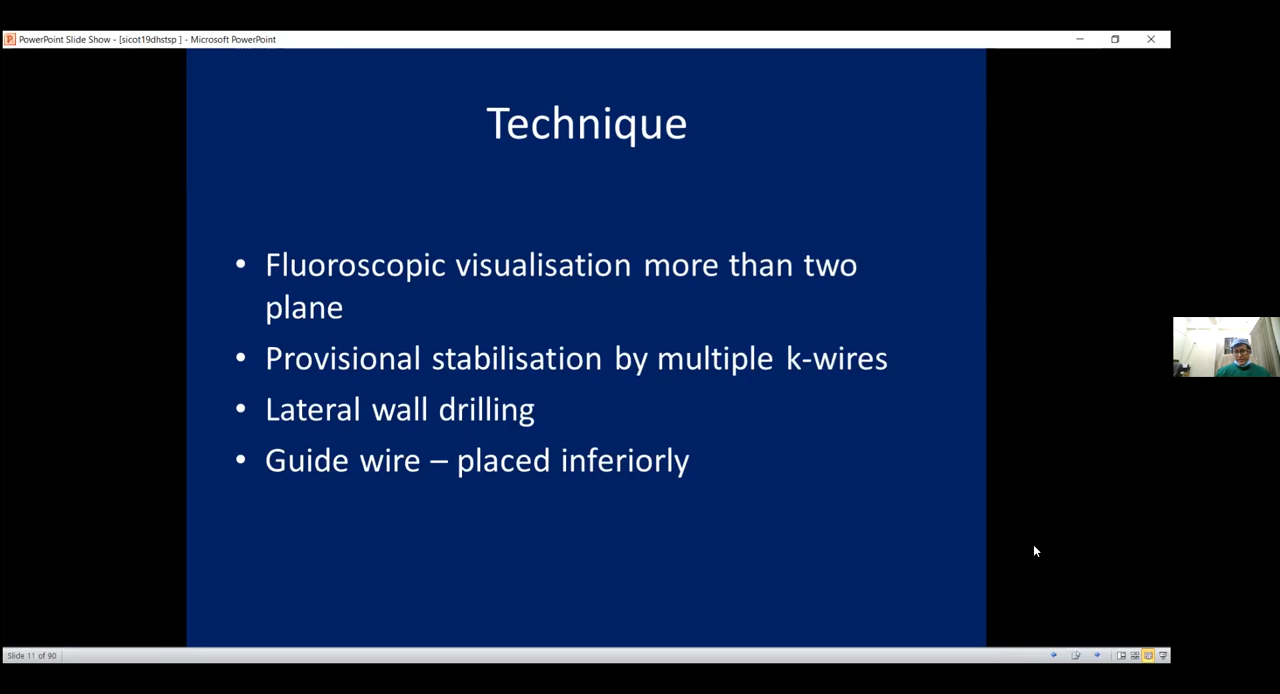 PowerPoint Slide Show - [sicot19dhstsp ] - Microsoft PowerPoint
Technique
• Fluoroscopic visualisation more than two
plane
• Provisional stabilisation by multiple k-wires
• Lateral wall drilling
• Guide wire – placed inferiorly
Slide 11 of 90